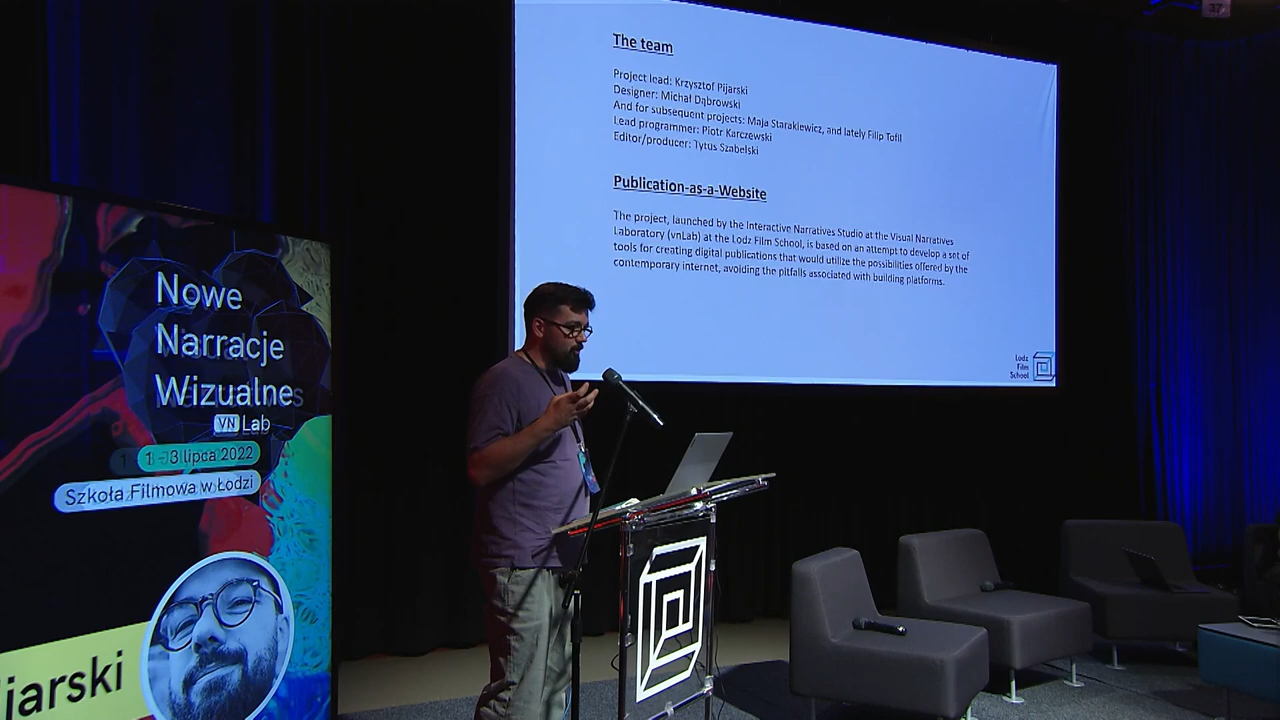 The team
Project lead: Krzysztof Pijarski
Designer: Michał Dąbrowski
And for subsequent projects: Maja Starakiewicz, and lately Filip Tofil
Lead programmer: Piotr Karczewski
Editor/producer: Tytus Szabelski
Publication-as-a-Website
The project, launched by the Interactive Narratives Studio at the Visual Narratives
Laboratory (vnLab) at the Lodz Film School, is based on an attempt to develop a set of
tools for creating digital publications that would utilize the possibilities offered by the
contemporary internet, avoiding the pitfalls associated with building platforms.
Lodz
Film
School
37
Nowe
Narracje
Wizualnes
VN Lab
1 - 3 lipca 2022
Szkoła Filmowa w Łodzi
ijarski